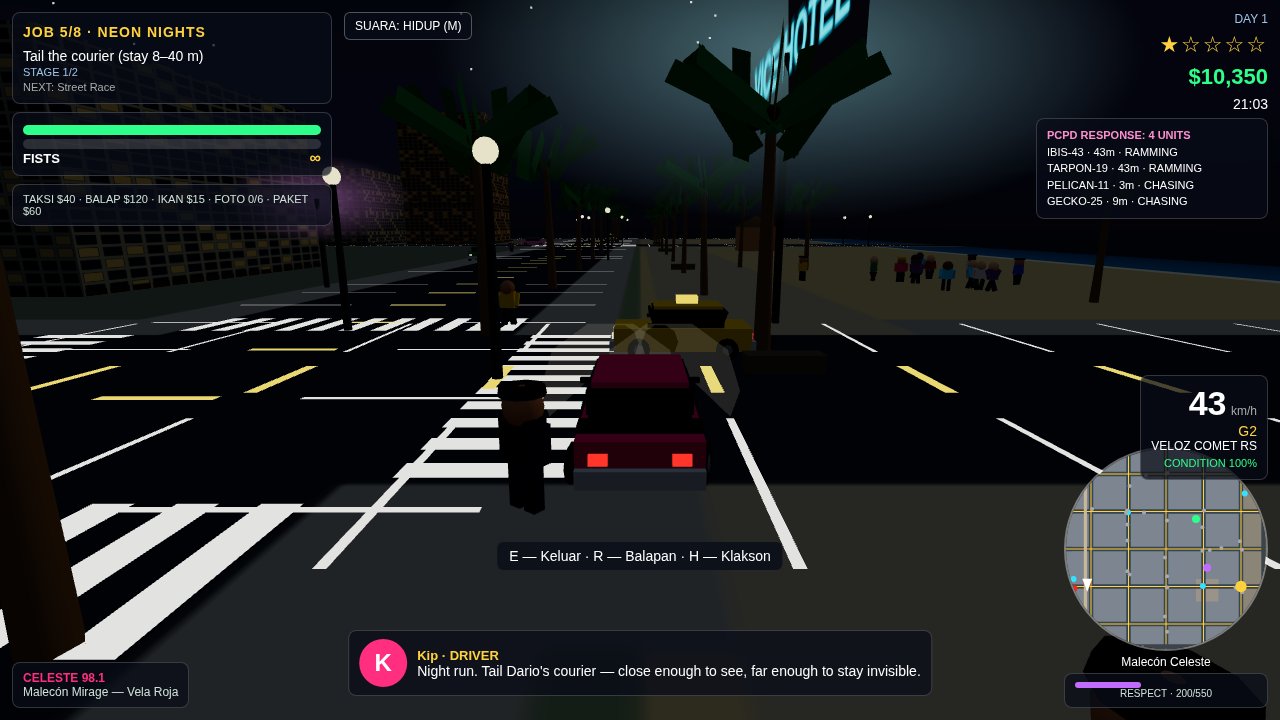 JOB 5/8 · NEON NIGHTS
Tail the courier (stay 8–40 m)
STAGE 1/2
NEXT: Street Race
FISTS ∞
TAKSI $40 · BALAP $120 · IKAN $15 · FOTO 0/6 · PAKET
$60
SUARA: HIDUP (M)
HOTEL
DAY 1
★☆☆☆☆
$10,350
21:03
PCPD RESPONSE: 4 UNITS
IBIS-43 · 43m · RAMMING
TARPON-19 · 43m · RAMMING
PELICAN-11 · 3m · CHASING
GECKO-25 · 9m · CHASING
43 km/h
G2
VELOZ COMET RS
CONDITION 100%
E — Keluar · R — Balapan · H — Klakson
K
Kip · DRIVER
Night run. Tail Dario's courier — close enough to see, far enough to stay invisible.
CELESTE 98.1
Malecón Mirage — Vela Roja
Malecón Celeste
RESPECT · 200/550